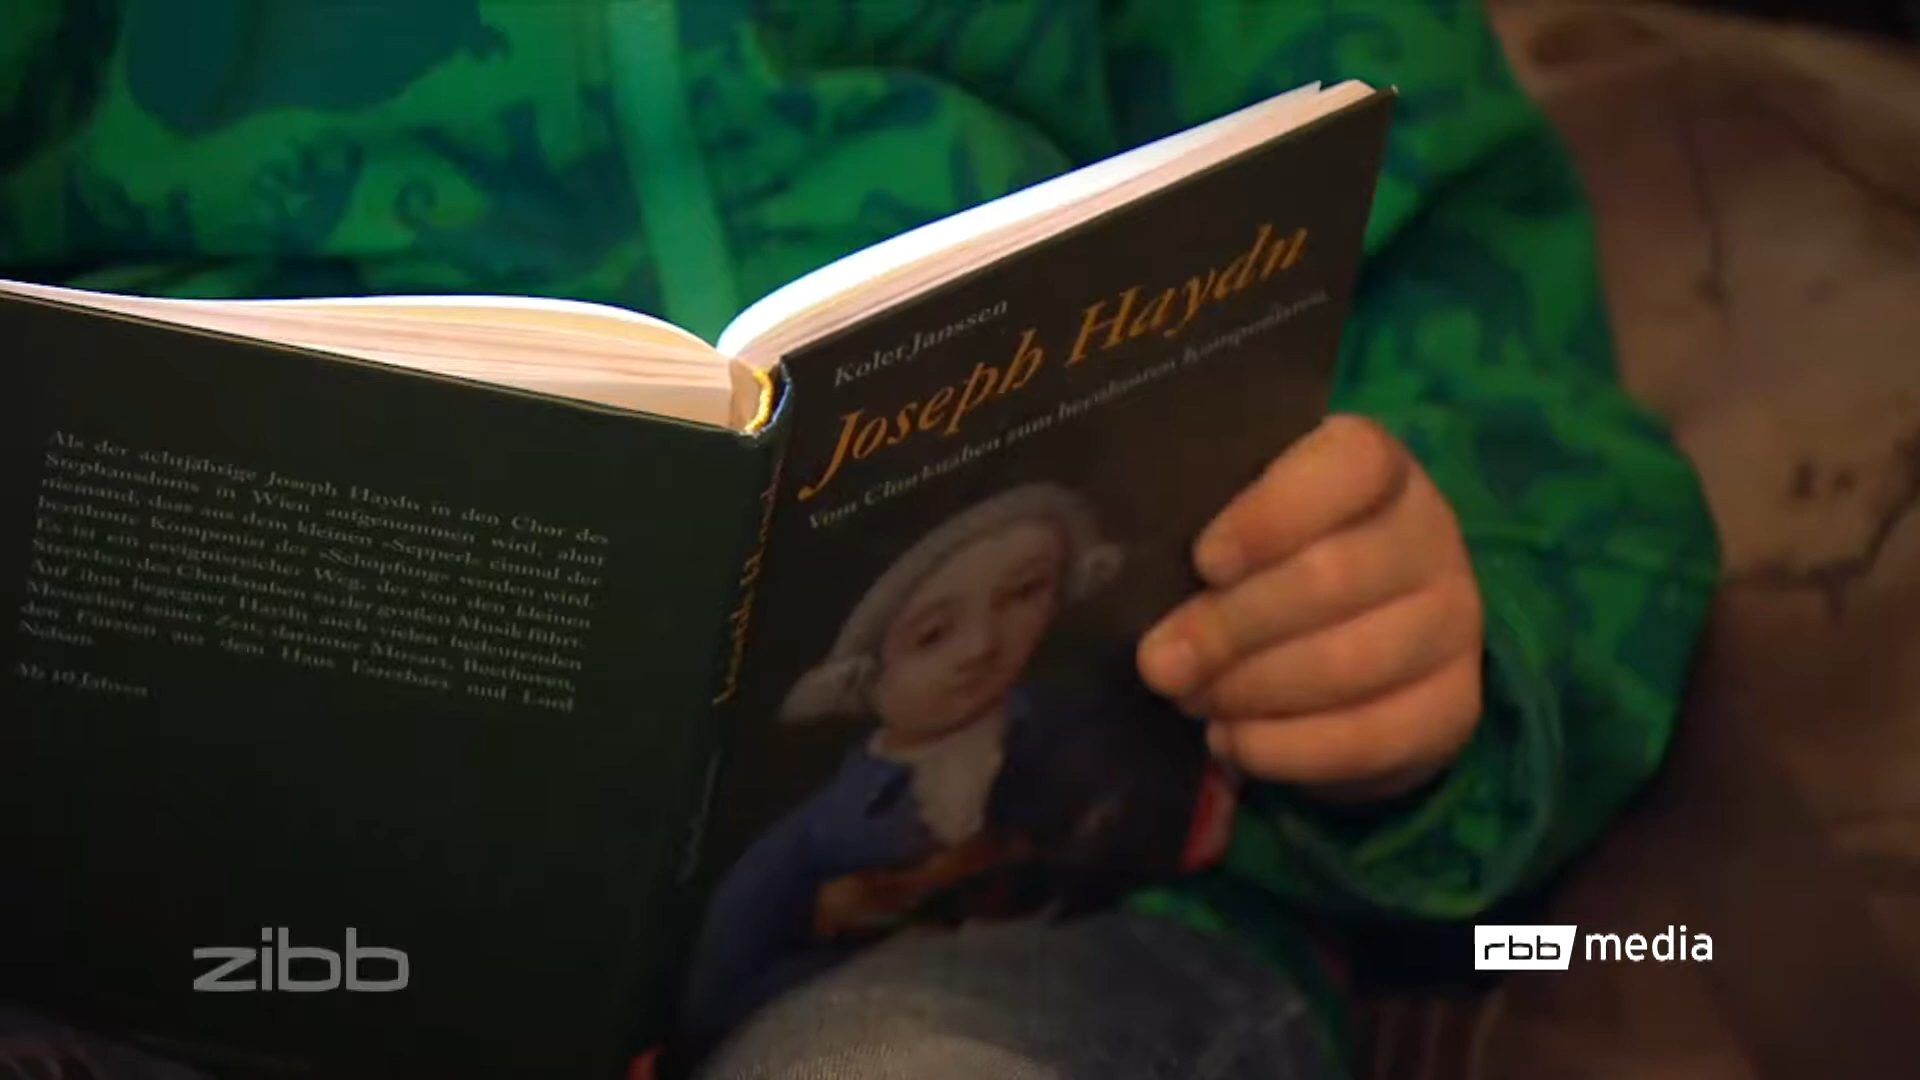 Koler/Janssen
Joseph Haydn
Vom Chorknaben zum berühmten Komponisten
Als der achtjährige Joseph Haydn in den Chor des
Stephansdoms in Wien aufgenommen wird, ahnt
niemand, dass aus dem kleinen »Sepperl« einmal der
berühmte Komponist der »Schöpfung« werden wird.
Es ist ein ereignisreicher Weg, der von den kleinen
Streichen des Chorknaben zu der großen Musik führt.
Auf ihm begegnet Haydn auch vielen bedeutenden
Menschen seiner Zeit, darunter Mozart, Beethoven,
den Fürsten aus dem Haus Esterházy und Lord
Nelson.
Ab 10 Jahren
zibb
rbb media